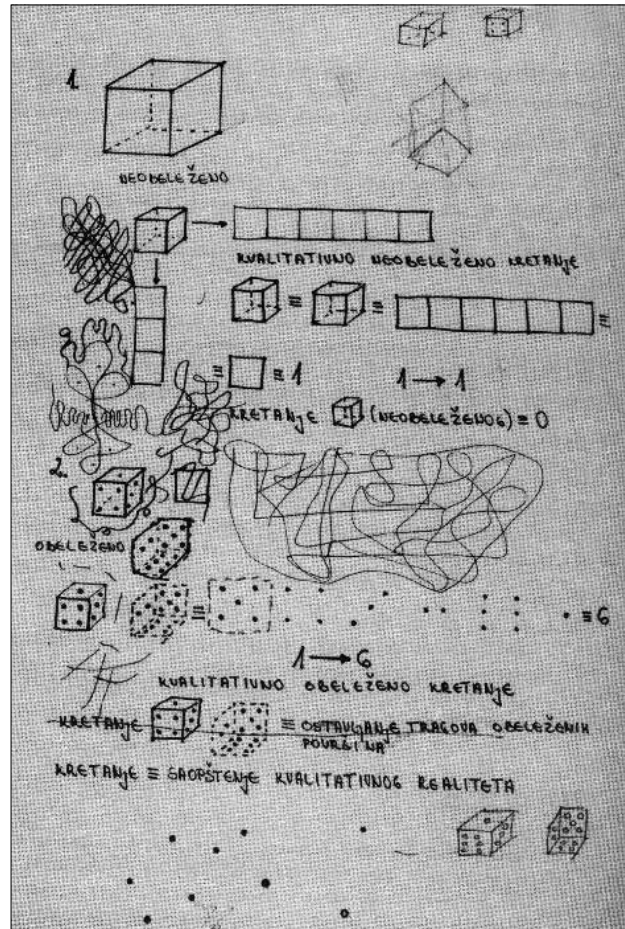 1.
NEOBELEŽENO
KVALITATIVNO NEOBELEŽENO KRETANJE
≡ ≡ ≡
≡ ≡ 1 1 → 1
KRETANJE (NEOBELEŽENOG) ≡ 0
2.
OBELEŽENO
≡ ≡ 6
1 → 6
KVALITATIVNO OBELEŽENO KRETANJE
KRETANJE ≡ OSTAVLJANJE TRAGOVA OBELEŽENIH
POVRŠINA
KRETANJE ≡ SAOPŠTENJE KVALITATIVNOG REALITETA